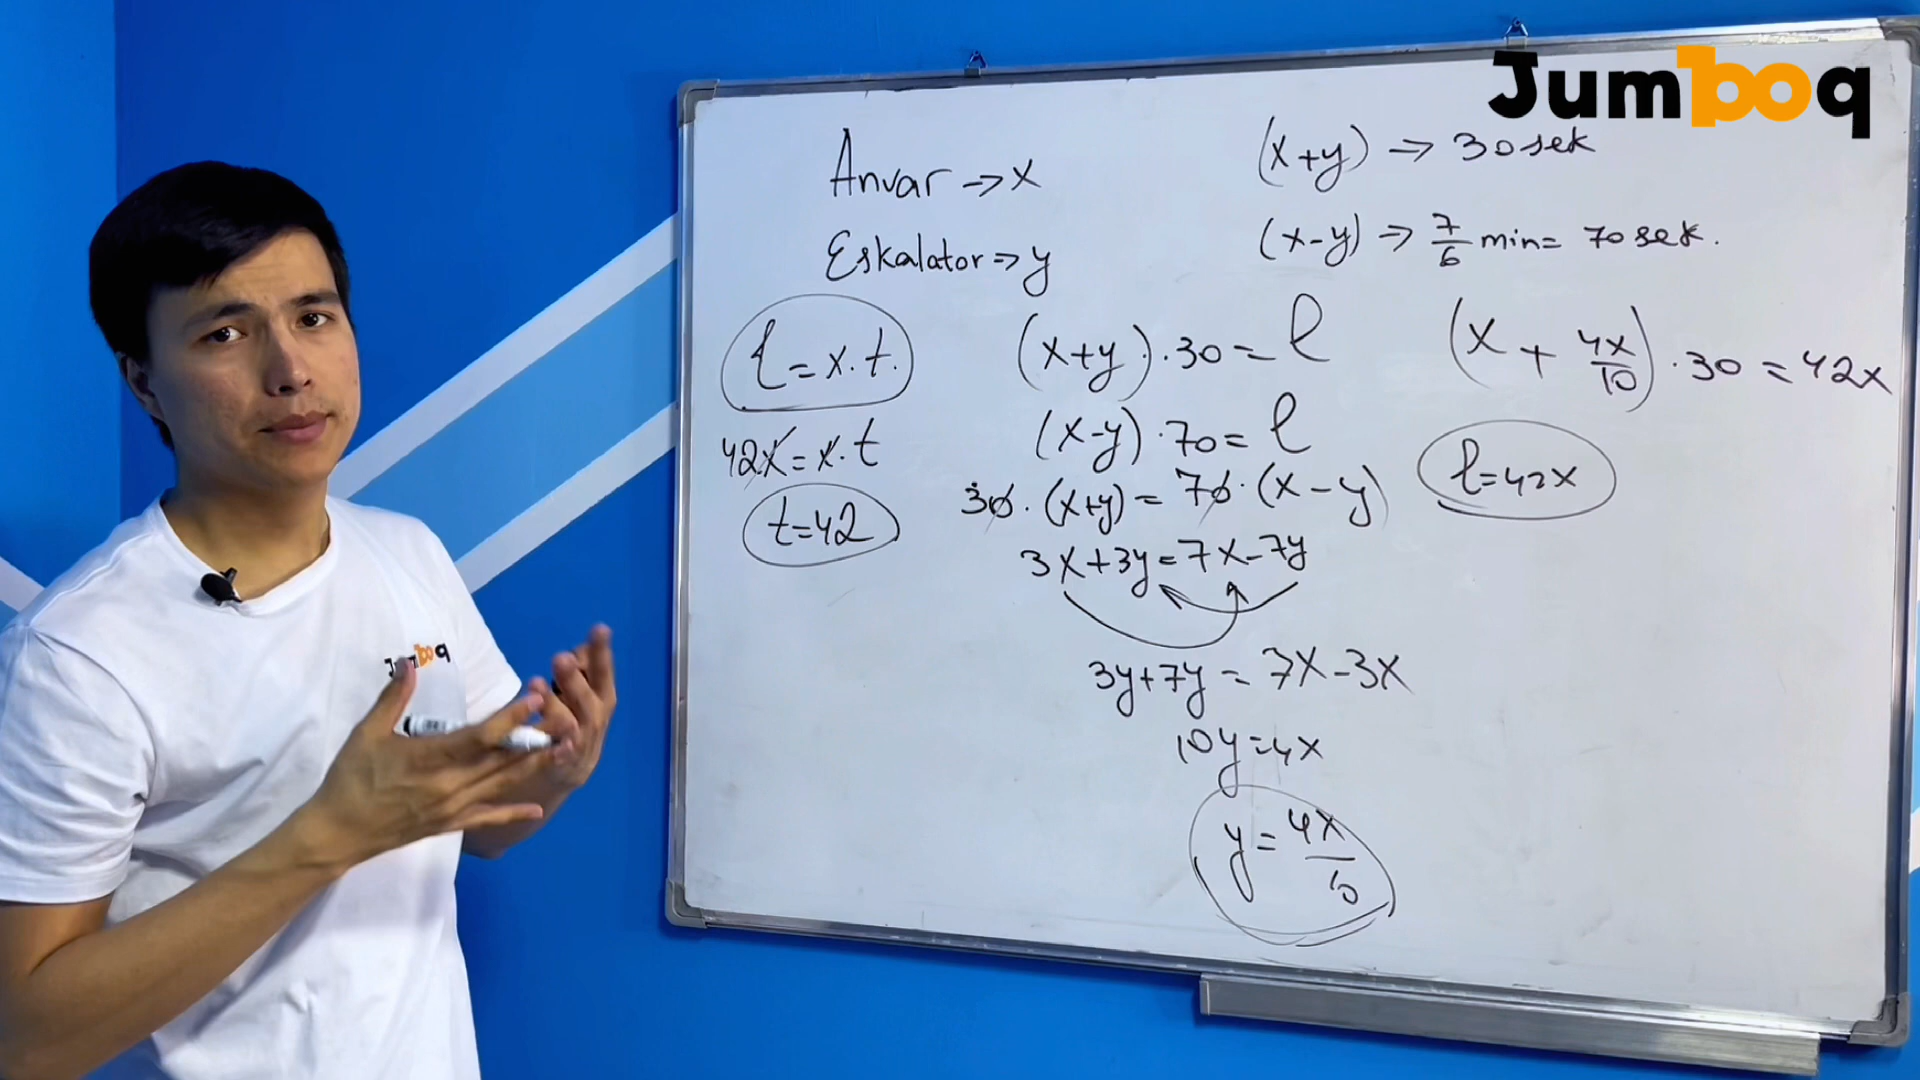 Jumboq
Anvar → x
Eskalator ⇒ y
(x+y) ⇒ 30 sek
(x-y) ⇒ 7/6 min = 70 sek.
l = x · t.
42x = x · t
t = 42
(x+y) · 30 = l
(x-y) · 70 = l
30 · (x+y) = 70 · (x-y)
3x+3y = 7x-7y
3y+7y = 7x-3x
10y = 4x
y = 4x/10
(x + 4x/10) · 30 = 42x
l = 42x
Jumboq